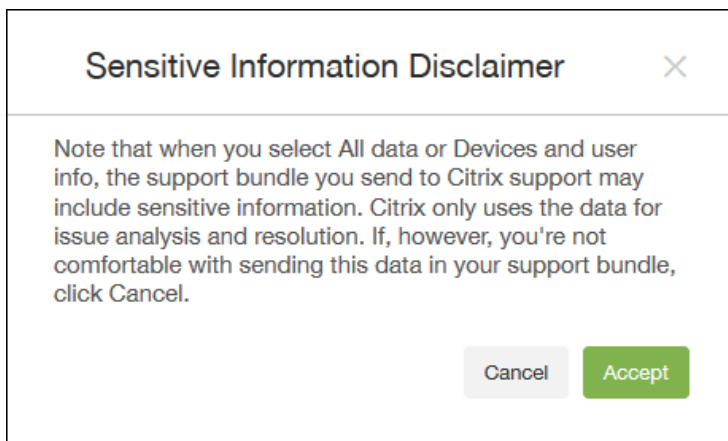 Sensitive Information Disclaimer
Note that when you select All data or Devices and user
info, the support bundle you send to Citrix support may
include sensitive information. Citrix only uses the data for
issue analysis and resolution. If, however, you're not
comfortable with sending this data in your support bundle,
click Cancel.
Cancel Accept